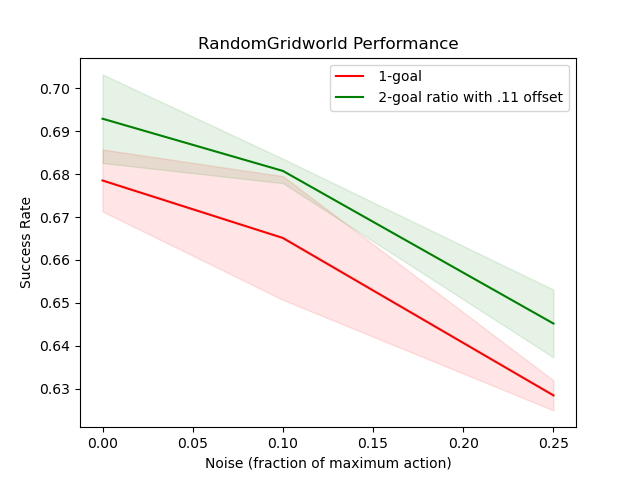 RandomGridworld Performance
1-goal
2-goal ratio with .11 offset
Success Rate
0.70
0.69
0.68
0.67
0.66
0.65
0.64
0.63
0.00 0.05 0.10 0.15 0.20 0.25
Noise (fraction of maximum action)